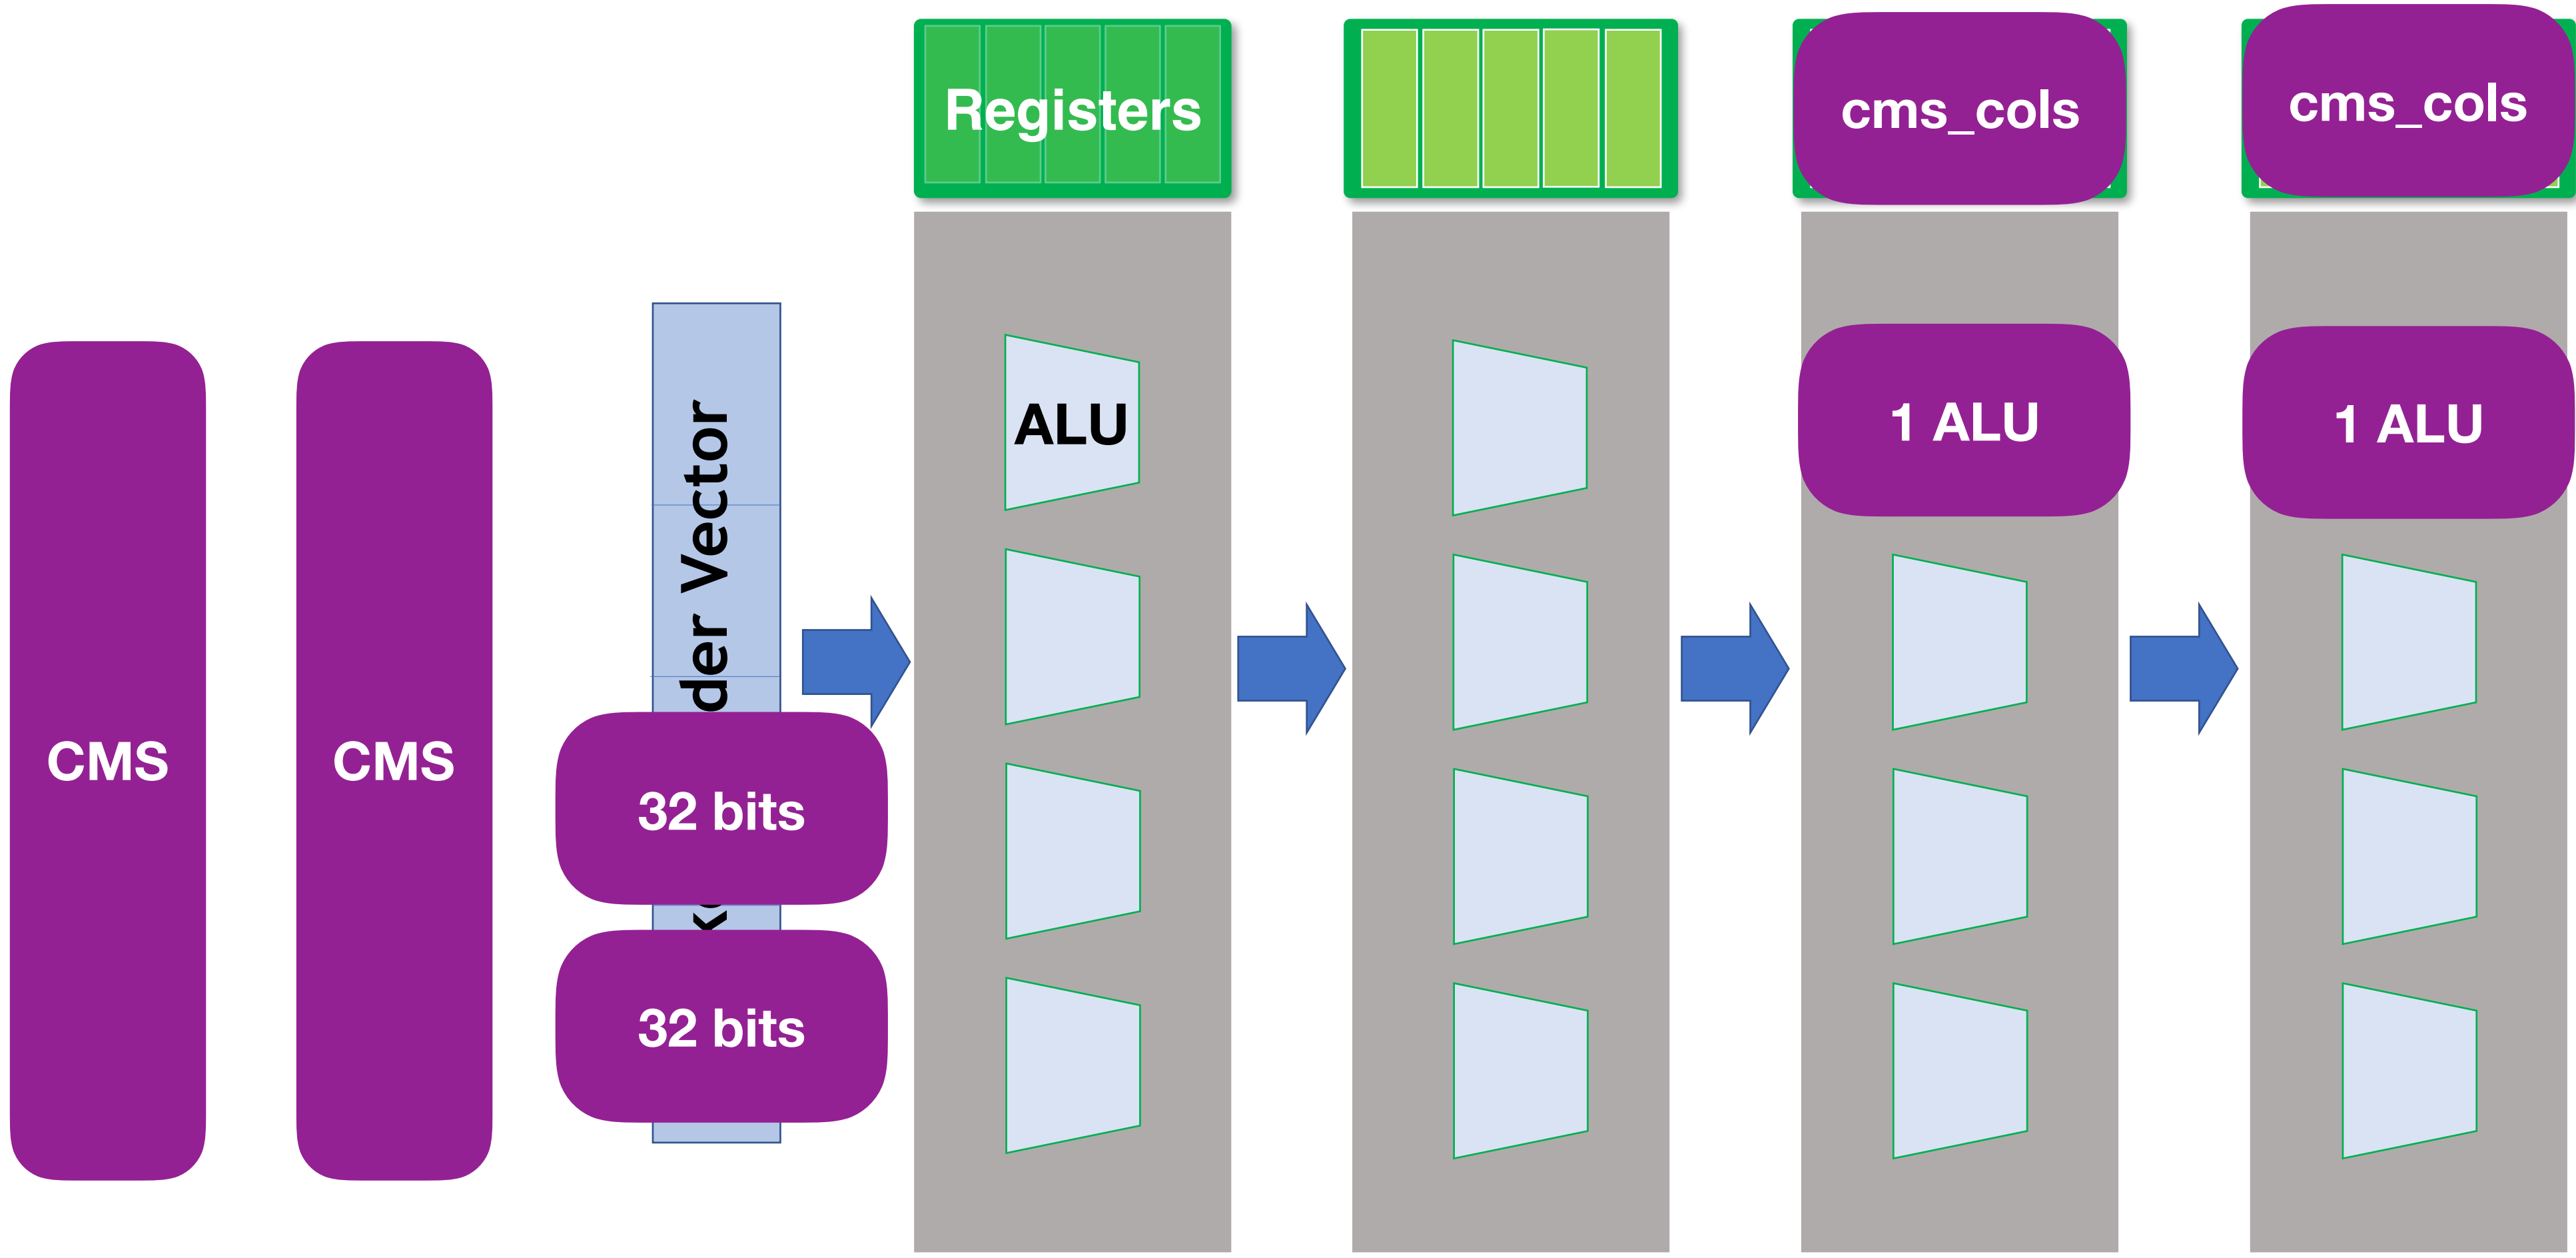 Registers
cms_cols
cms_cols
ALU
1 ALU
1 ALU
der Vector
CMS
CMS
32 bits
32 bits